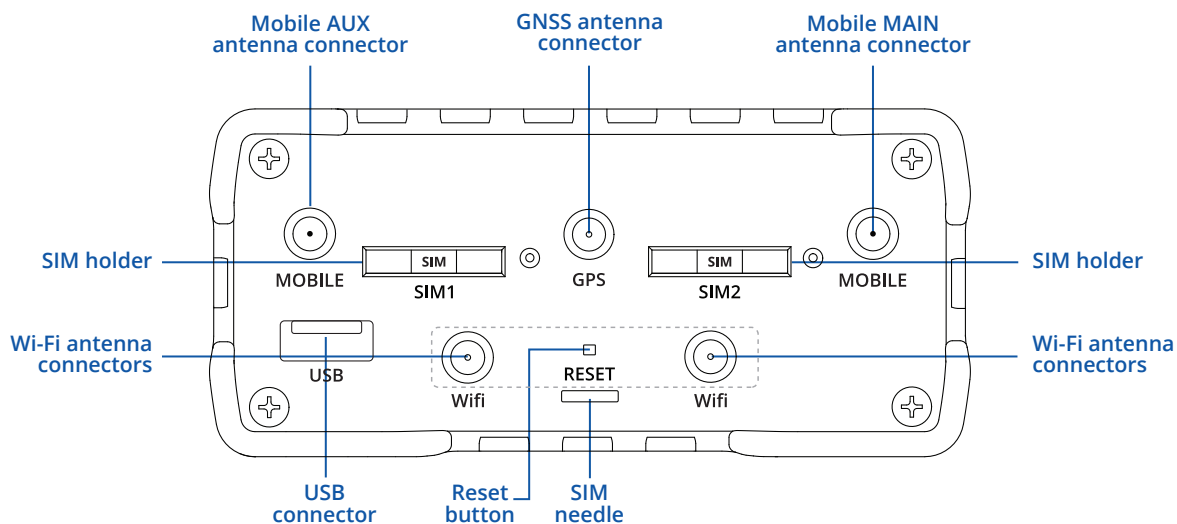 Mobile AUX
antenna connector
GNSS antenna
connector
Mobile MAIN
antenna connector
SIM holder
MOBILE
SIM
SIM1
GPS
SIM
SIM2
MOBILE
SIM holder
Wi-Fi antenna
connectors
USB
Wifi
RESET
Wifi
Wi-Fi antenna
connectors
USB
connector
Reset
button
SIM
needle